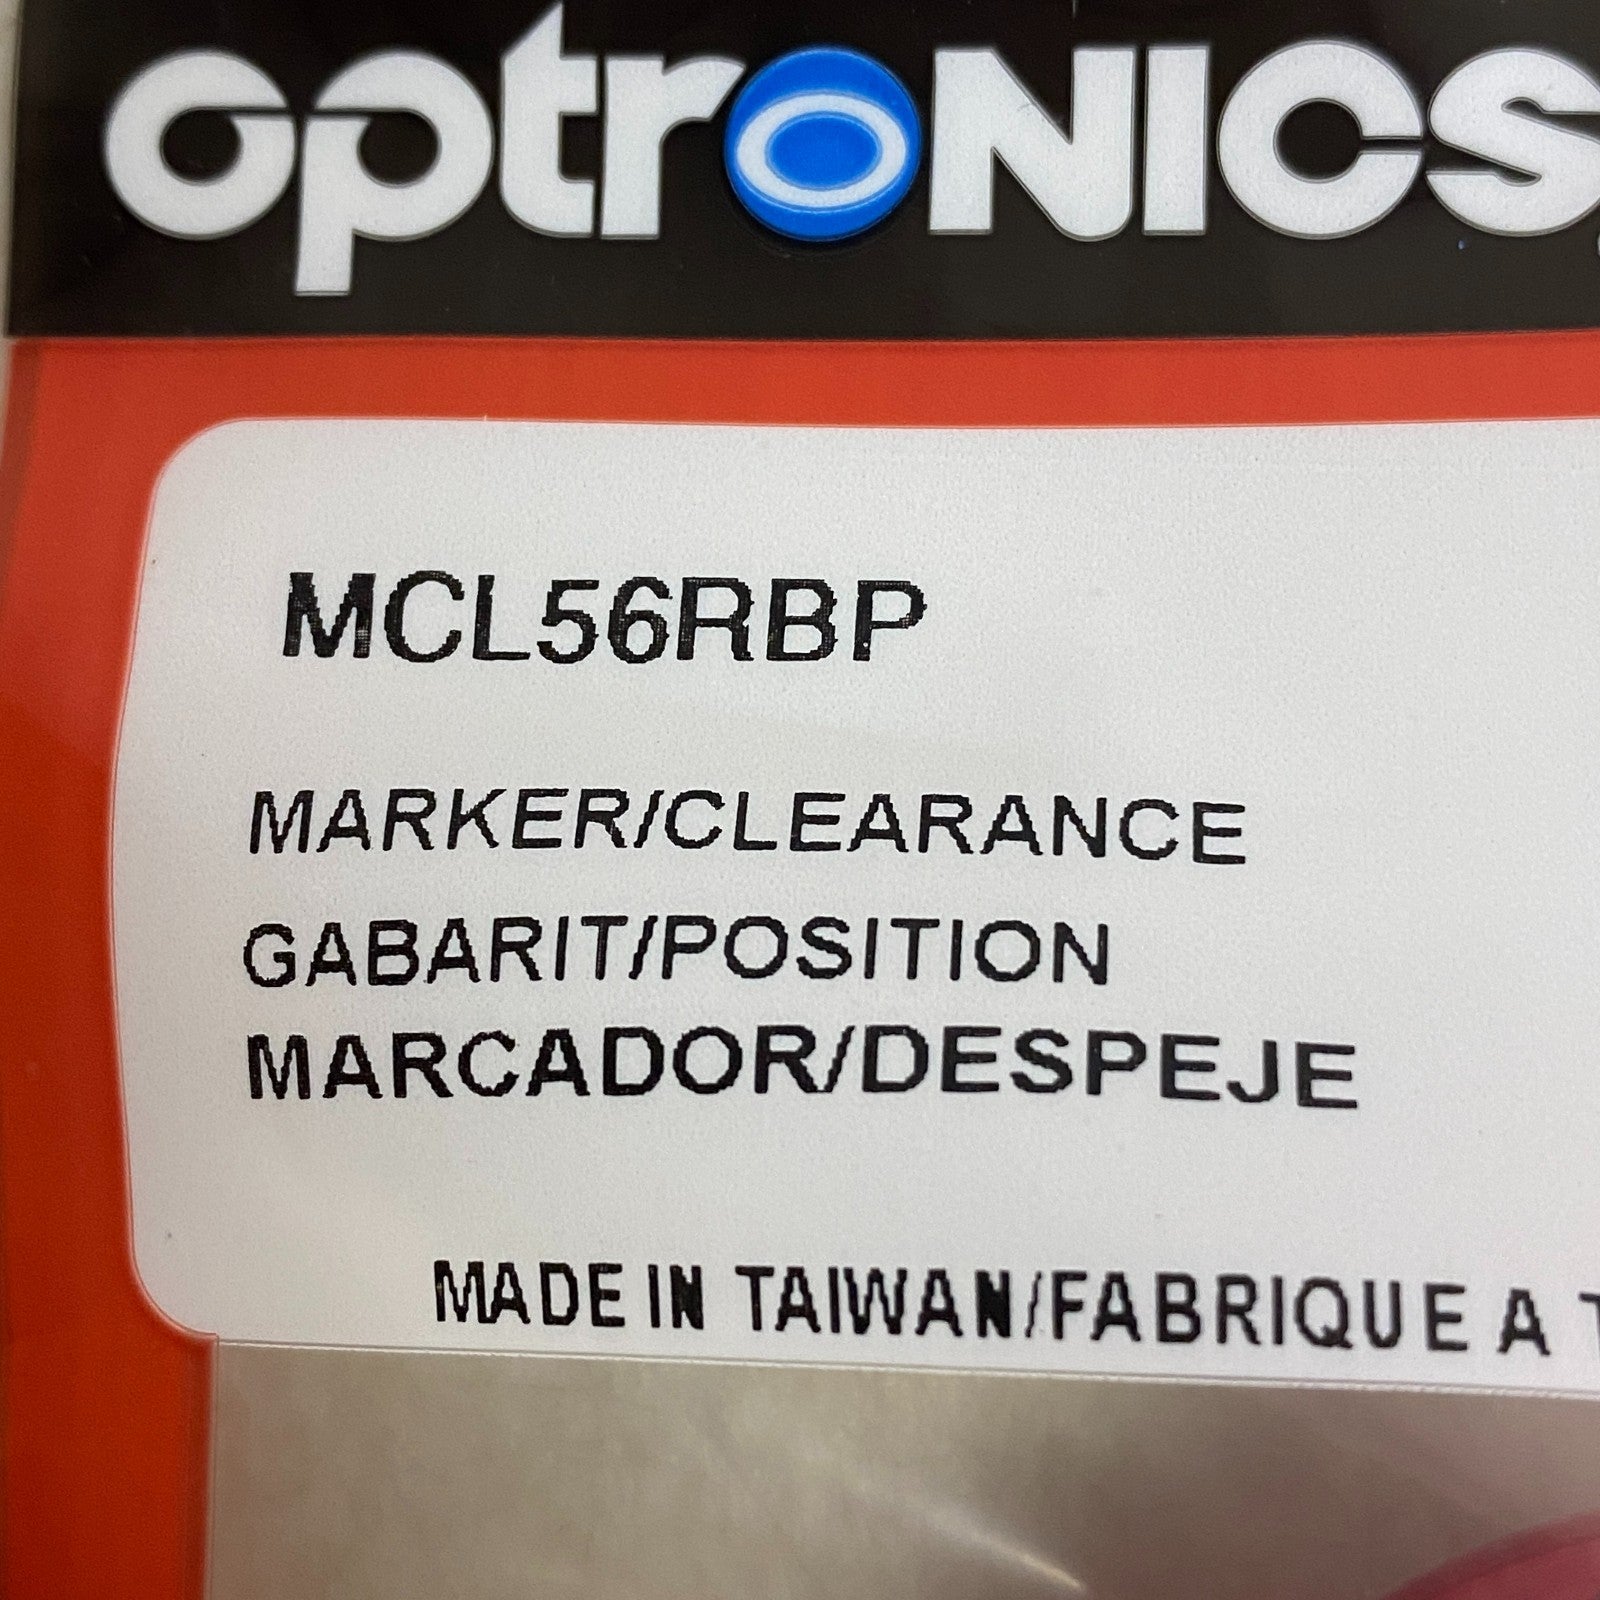 optrONICS
MCL56RBP
MARKER/CLEARANCE
GABARIT/POSITION
MARCADOR/DESPEJE
MADE IN TAIWAN/FABRIQUE A